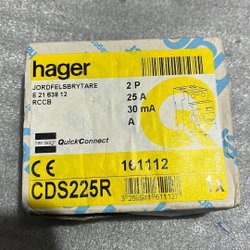 hager
JORDFELSBRYTARE
E 21 638 12
RCCB
2 P
25 A
30 mA
A
QuickConnect
CE
161112
CDS225R
1x